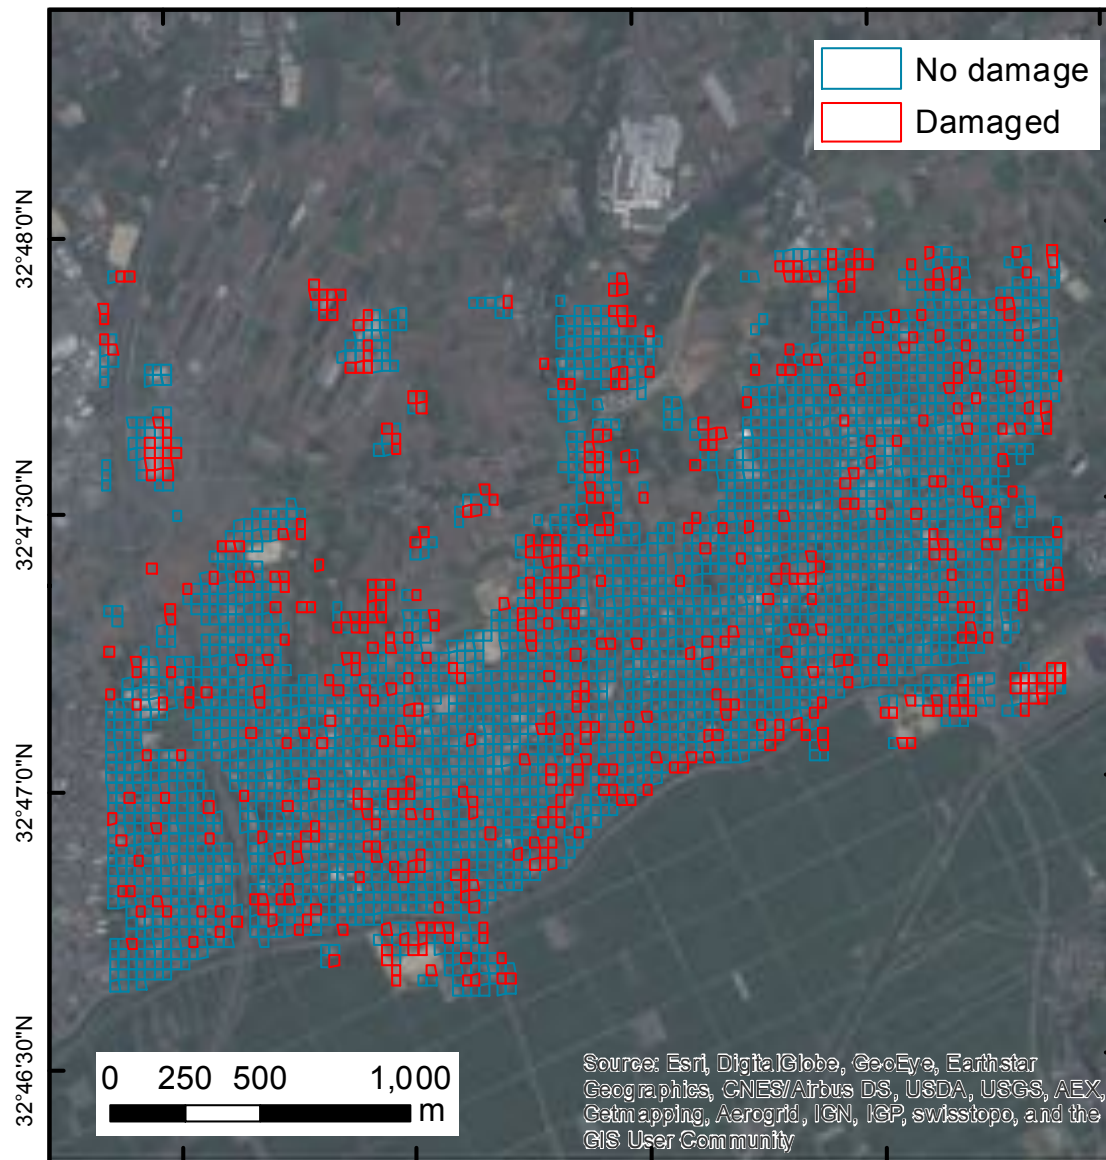 No damage
Damaged
32°48'0"N
32°47'30"N
32°47'0"N
32°46'30"N
0 250 500 1,000
m
Source: Esri, DigitalGlobe, GeoEye, Earthstar
Geographics, CNES/Airbus DS, USDA, USGS, AEX,
Getmapping, Aerogrid, IGN, IGP, swisstopo, and the
GIS User Community